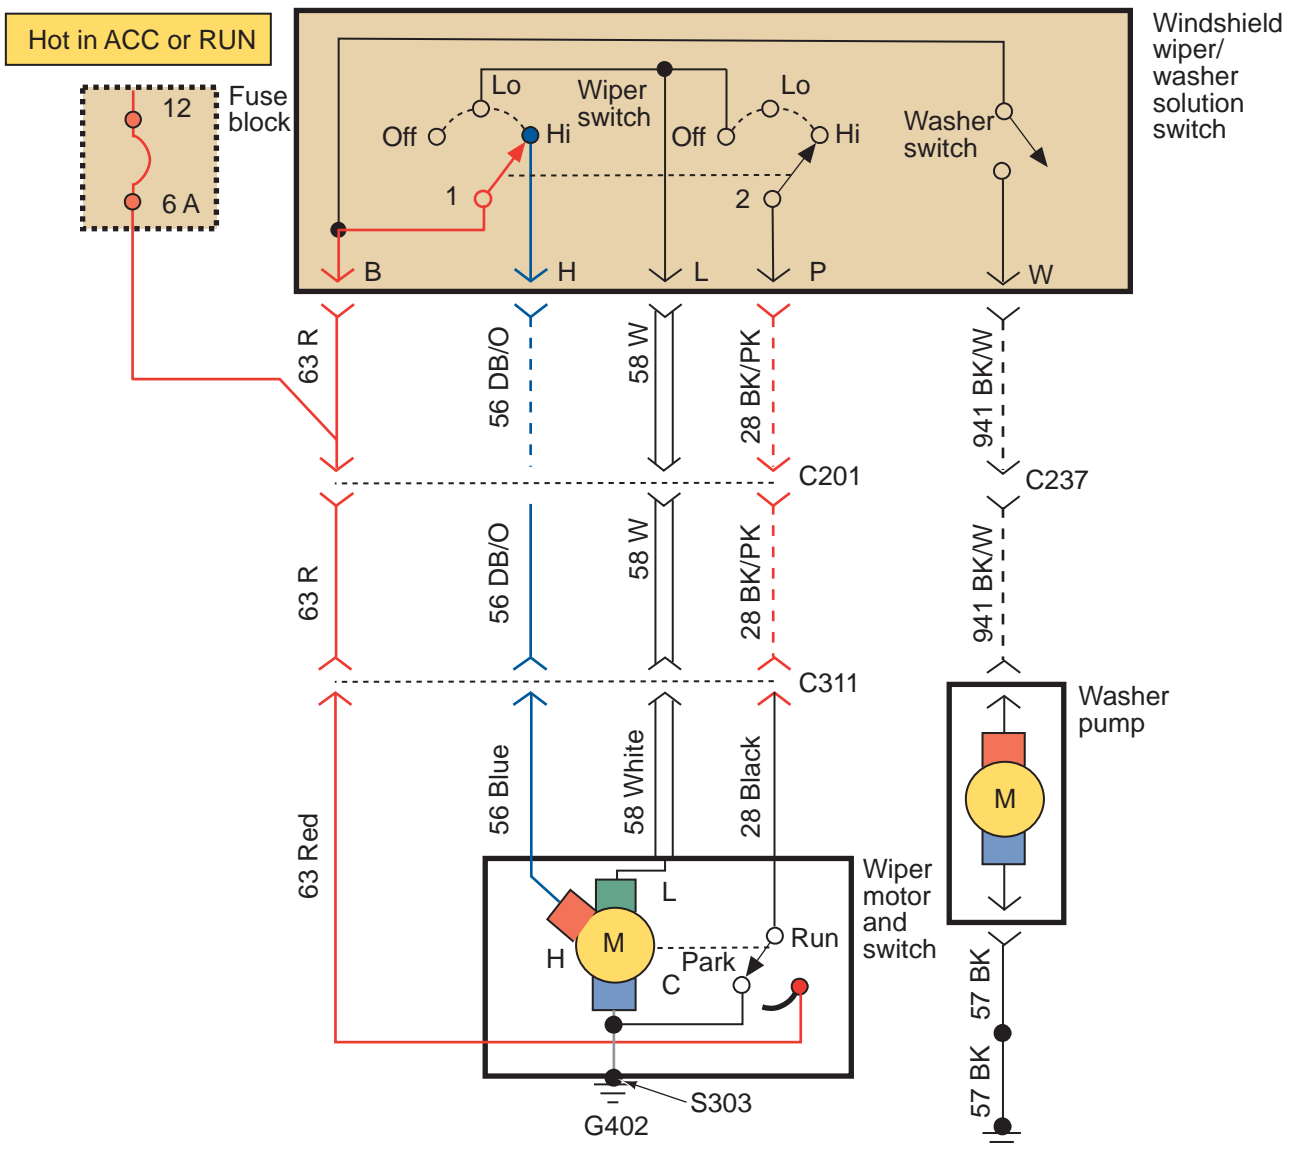 Hot in ACC or RUN
Windshield
wiper/
washer
solution
switch
12
6 A
Fuse
block
Lo
Off
Hi
1
Wiper
switch
Lo
Off
Hi
2
Washer
switch
B
H
L
P
W
63 R
56 DB/O
58 W
28 BK/PK
941 BK/W
C201
C237
63 R
56 DB/O
58 W
28 BK/PK
941 BK/W
C311
Washer
pump
M
63 Red
56 Blue
58 White
28 Black
Wiper
motor
and
switch
L
H
M
Park
C
Run
57 BK
57 BK
S303
G402